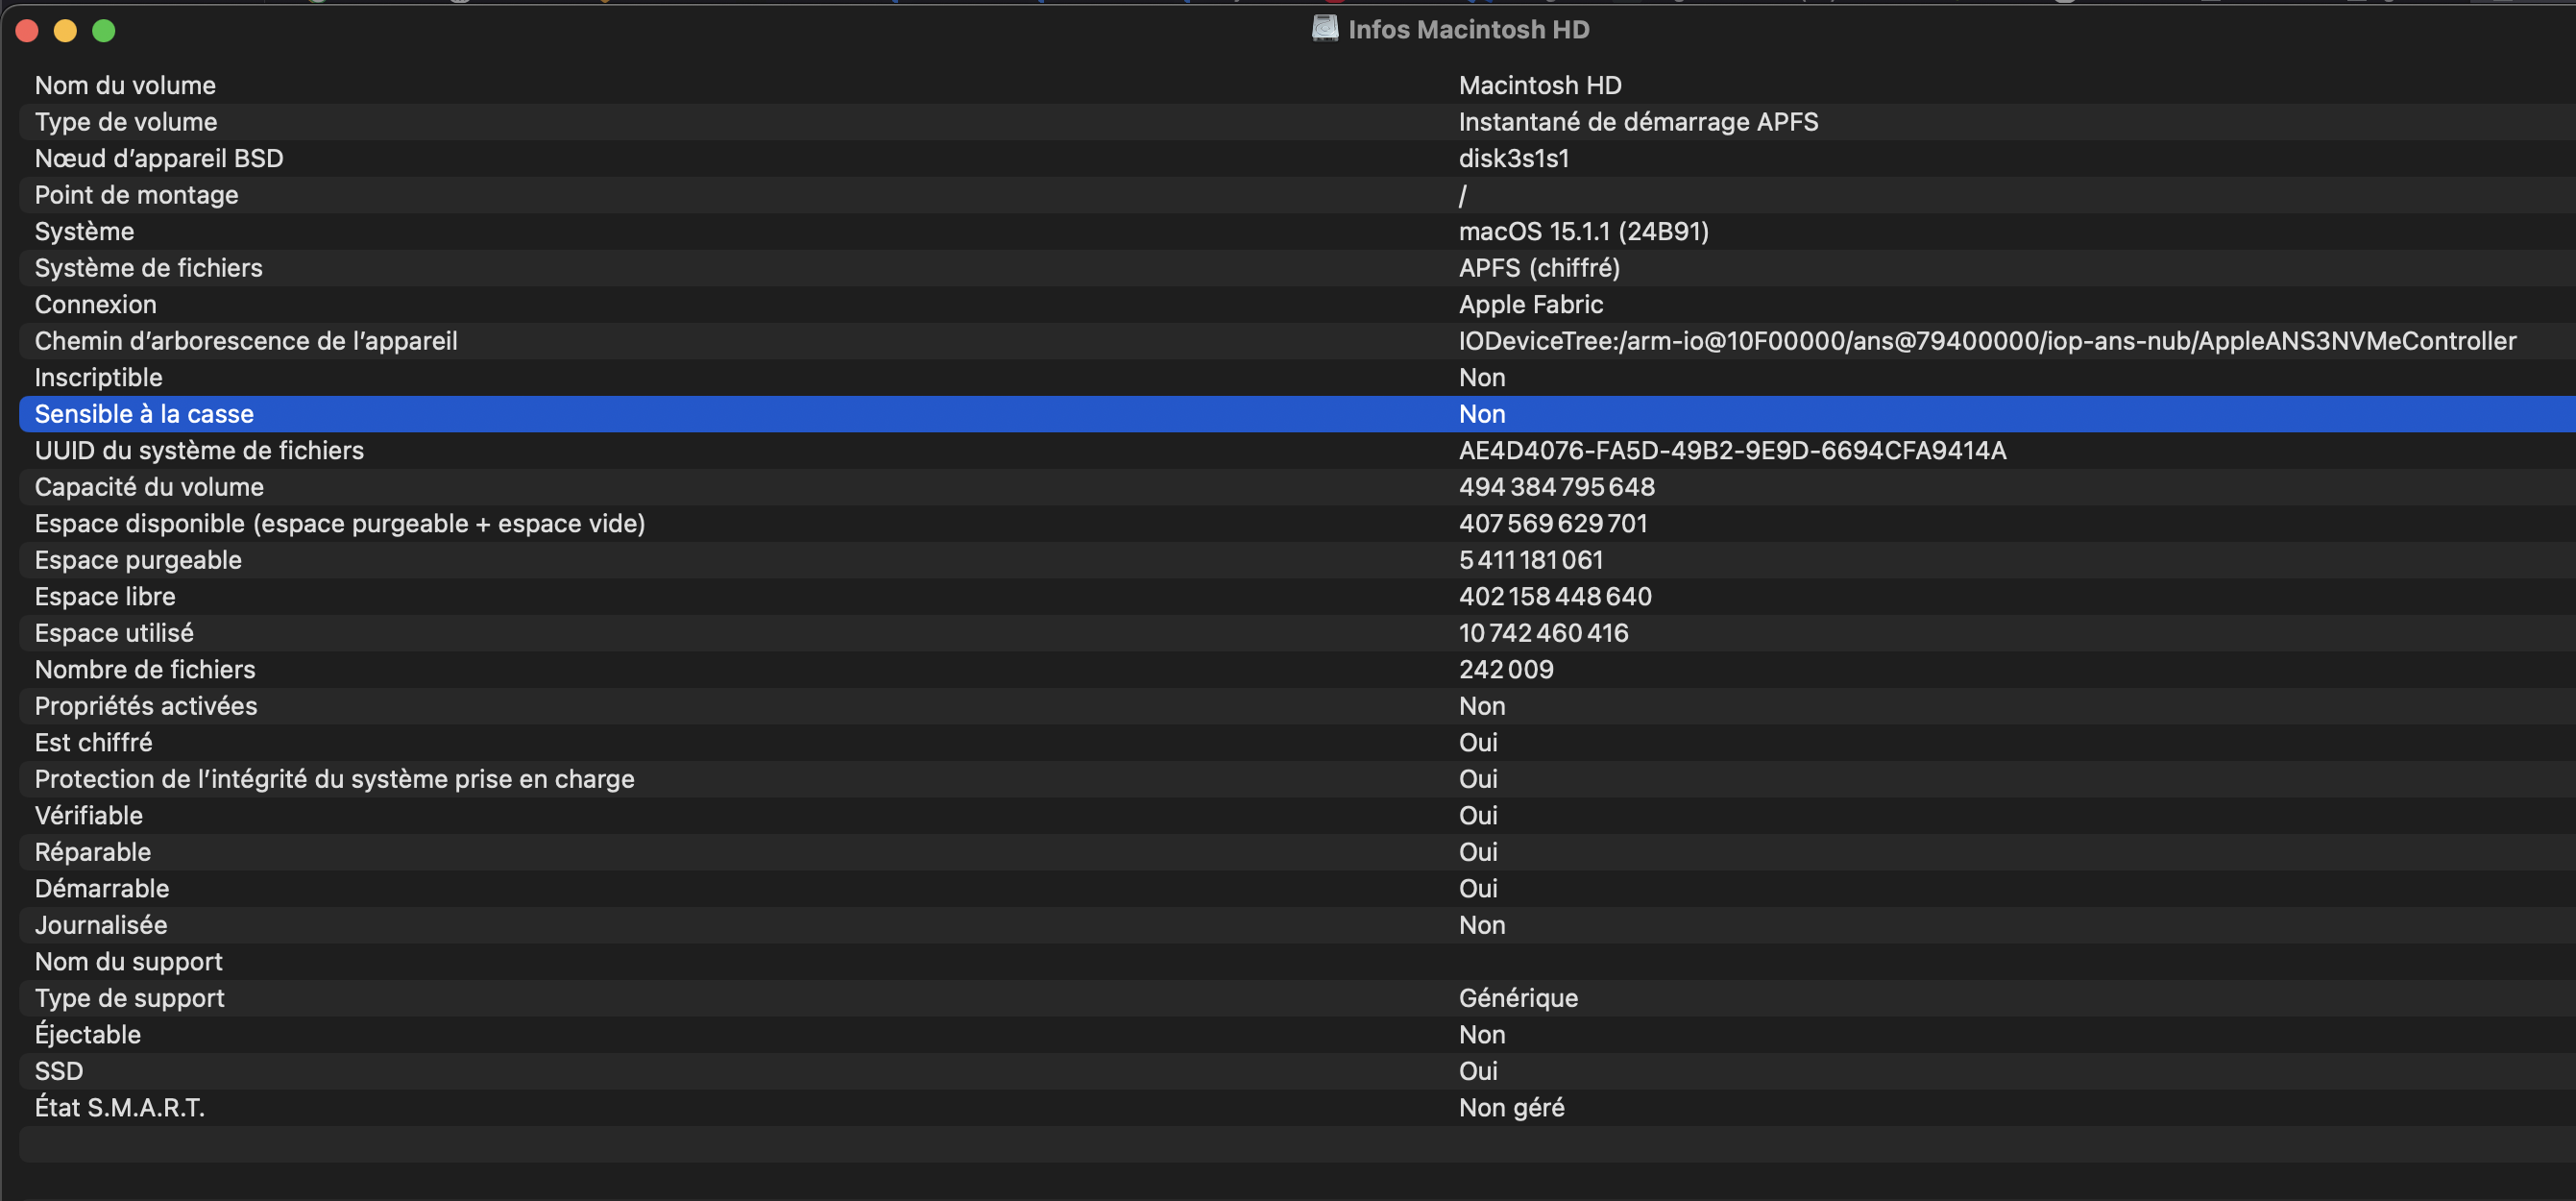 Infos Macintosh HD
Nom du volume Macintosh HD
Type de volume Instantané de démarrage APFS
Nœud d’appareil BSD disk3s1s1
Point de montage /
Système macOS 15.1.1 (24B91)
Système de fichiers APFS (chiffré)
Connexion Apple Fabric
Chemin d’arborescence de l’appareil IODeviceTree:/arm-io@10F00000/ans@79400000/iop-ans-nub/AppleANS3NVMeController
Inscriptible Non
Sensible à la casse Non
UUID du système de fichiers AE4D4076-FA5D-49B2-9E9D-6694CFA9414A
Capacité du volume 494 384 795 648
Espace disponible (espace purgeable + espace vide) 407 569 629 701
Espace purgeable 5 411 181 061
Espace libre 402 158 448 640
Espace utilisé 10 742 460 416
Nombre de fichiers 242 009
Propriétés activées Non
Est chiffré Oui
Protection de l’intégrité du système prise en charge Oui
Vérifiable Oui
Réparable Oui
Démarrable Oui
Journalisée Non
Nom du support
Type de support Générique
Éjectable Non
SSD Oui
État S.M.A.R.T. Non géré